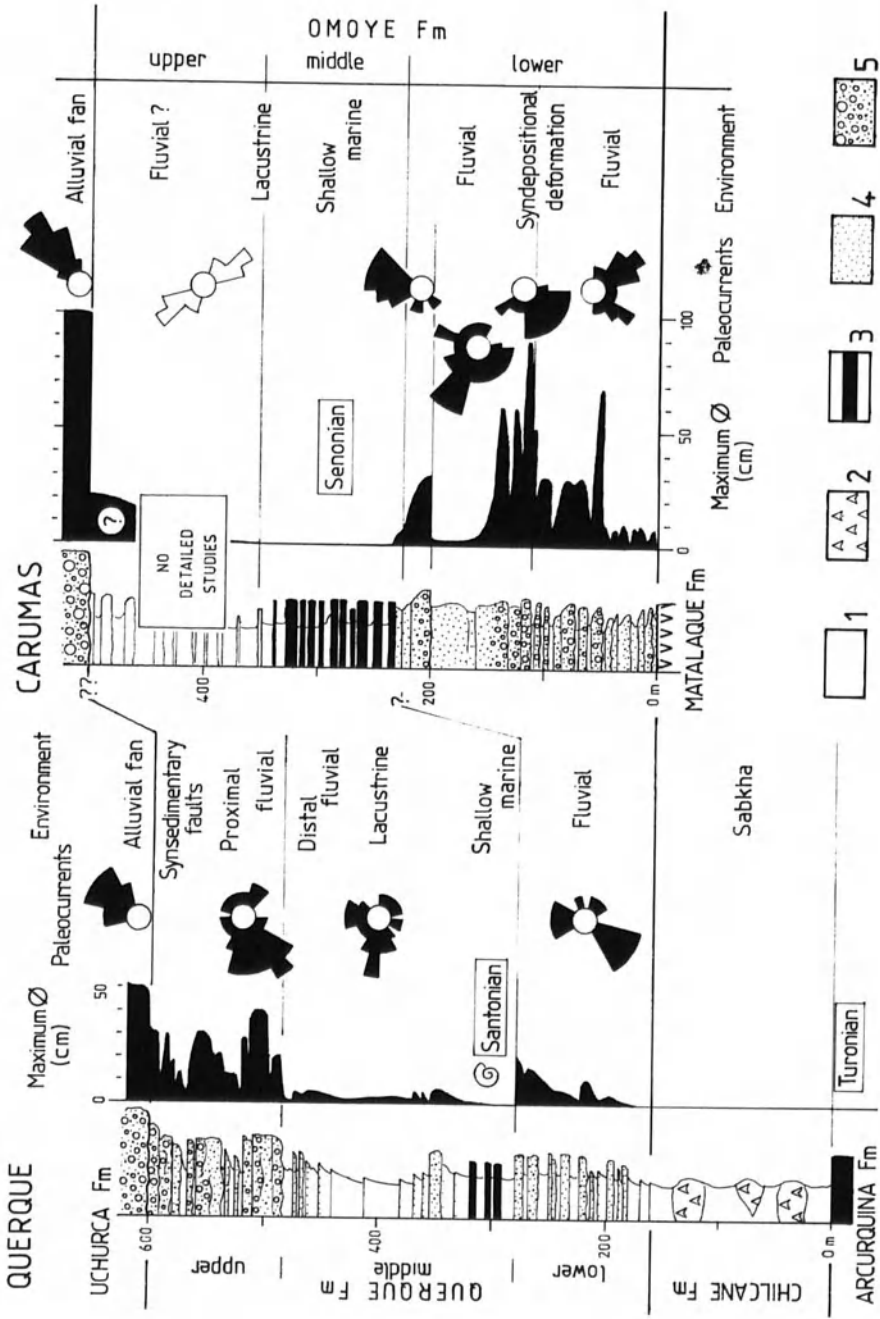 QUERQUE
Maximum Ø
(cm)
0
50
Paleocurrents
Environment
UCHURCA Fm
600
400
200
0 m
upper
middle
lower
QUERQUE Fm
CHILCANE Fm
ARCURQUINA Fm
Alluvial fan
Synsedimentary
faults
Proximal
fluvial
Distal
fluvial
Lacustrine
Santonian
Shallow
marine
Fluvial
Sabkha
Turonian
CARUMAS
??
400
?-
200
0 m
MATALAQUE Fm
NO
DETAILED
STUDIES
?
Senonian
0
50
100
Maximum Ø
(cm)
Paleocurrents
Environment
Alluvial fan
Fluvial ?
Lacustrine
Shallow
marine
Fluvial
Syndepositional
deformation
Fluvial
upper
middle
lower
OMOYE Fm
1
2
3
4
5